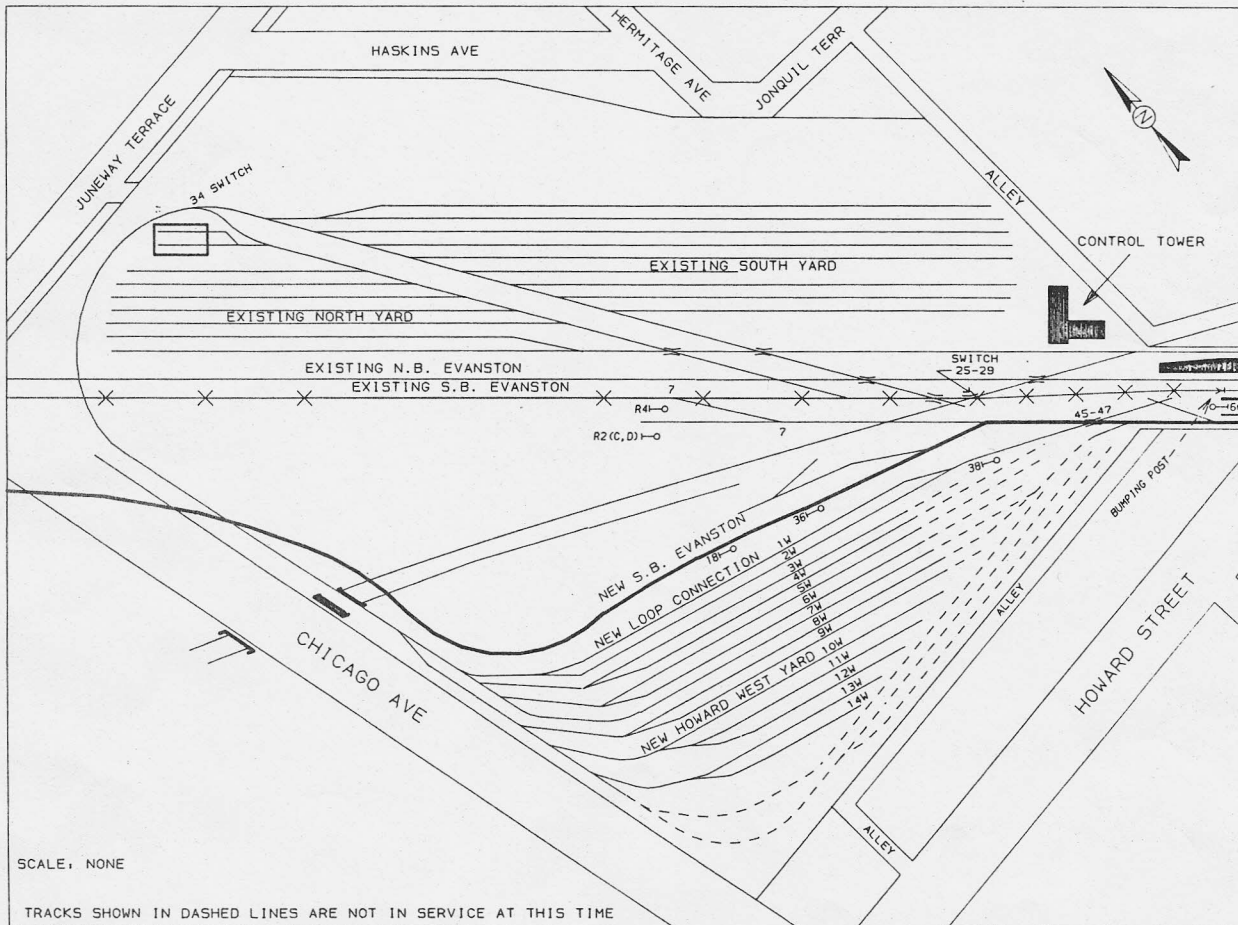 HASKINS AVE
HERMITAGE AVE
JONQUIL TERR
JUNEWAY TERRACE
N
34 SWITCH
ALLEY
CONTROL TOWER
EXISTING SOUTH YARD
EXISTING NORTH YARD
EXISTING N.B. EVANSTON
EXISTING S.B. EVANSTON
SWITCH
25-29
7
R4
R2(C,D)
7
45-47
38
BUMPING POST
36
18
NEW S.B. EVANSTON
NEW LOOP CONNECTION
1W
2W
3W
4W
5W
6W
7W
8W
9W
10W
11W
12W
13W
14W
NEW HOWARD WEST YARD
ALLEY
HOWARD STREET
CHICAGO AVE
ALLEY
SCALE: NONE
TRACKS SHOWN IN DASHED LINES ARE NOT IN SERVICE AT THIS TIME